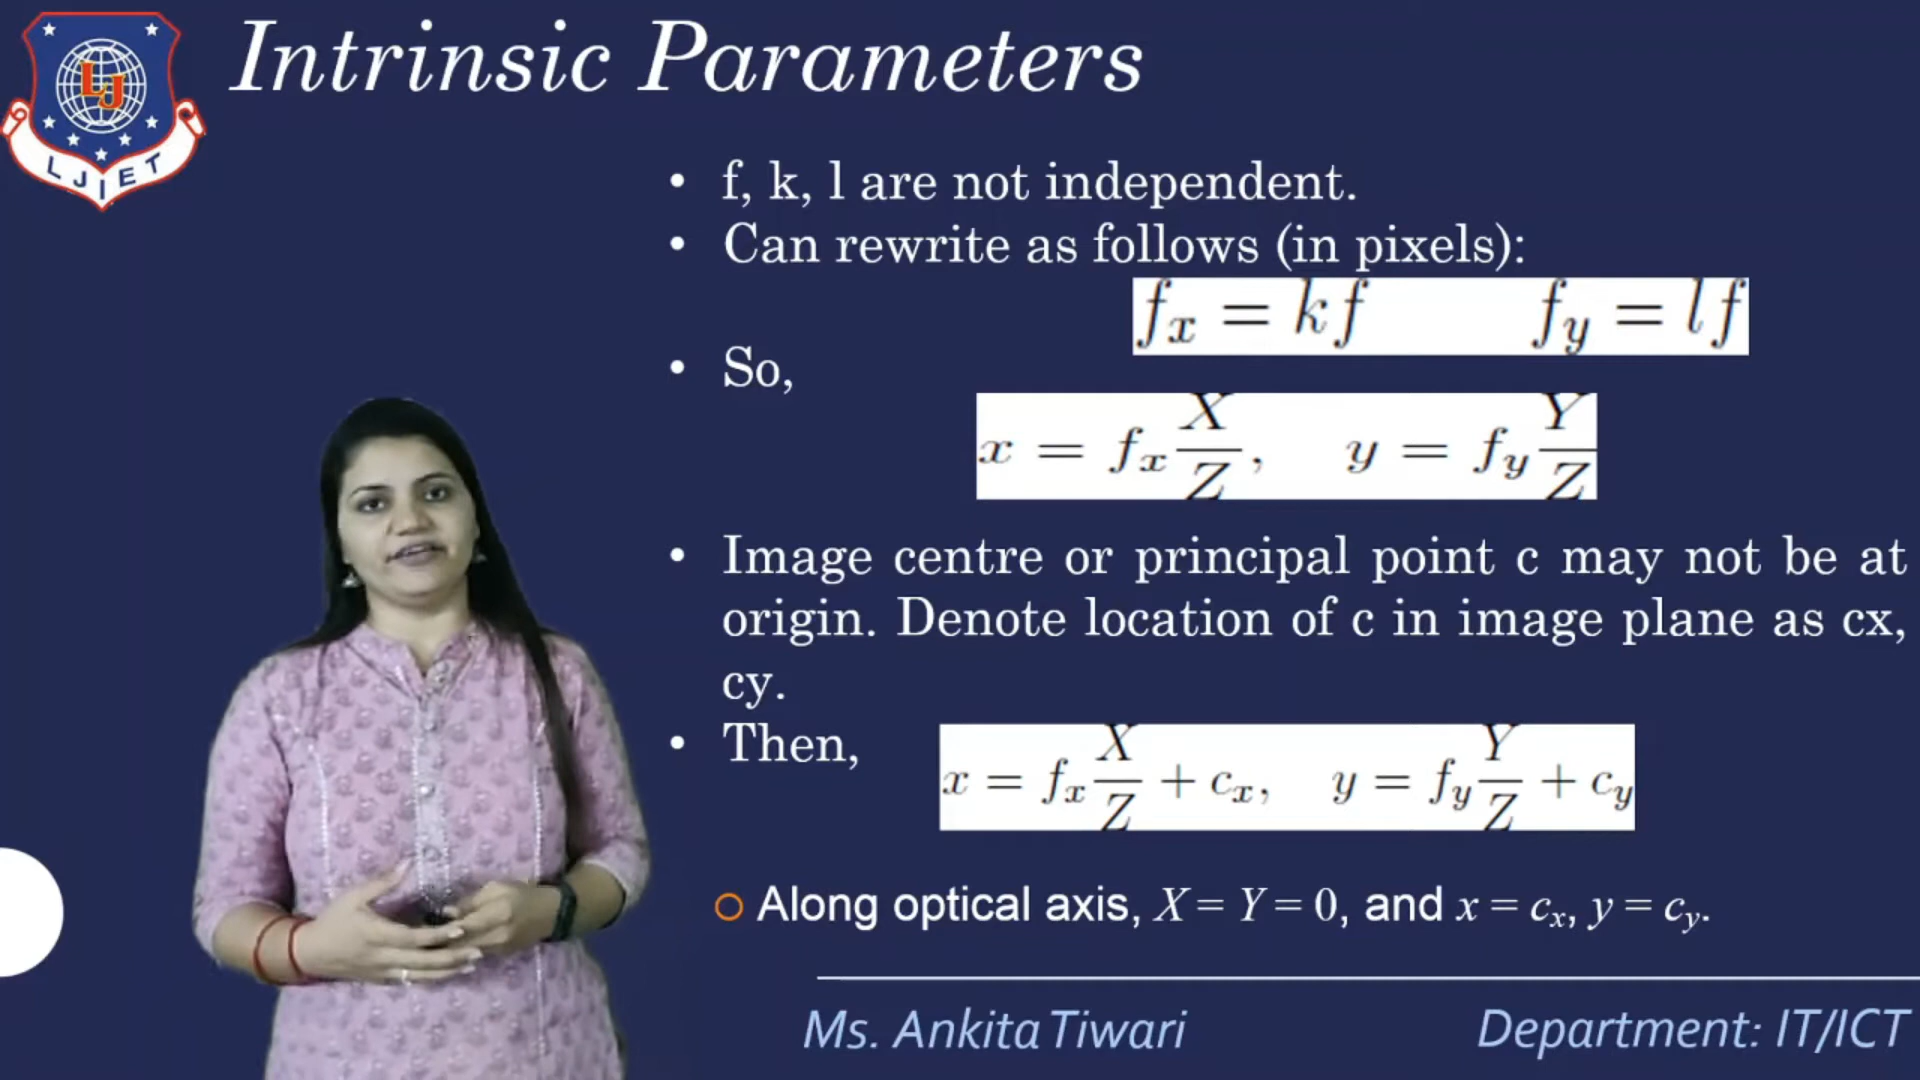 LJ
LJIET
Intrinsic Parameters
• f, k, l are not independent.
• Can rewrite as follows (in pixels):
f_x = kf f_y = lf
• So,
x = f_x X/Z, y = f_y Y/Z
• Image centre or principal point c may not be at
origin. Denote location of c in image plane as cx,
cy.
• Then,
x = f_x X/Z + c_x, y = f_y Y/Z + c_y
Along optical axis, X = Y = 0, and x = c_x, y = c_y.
Ms. Ankita Tiwari
Department: IT/ICT